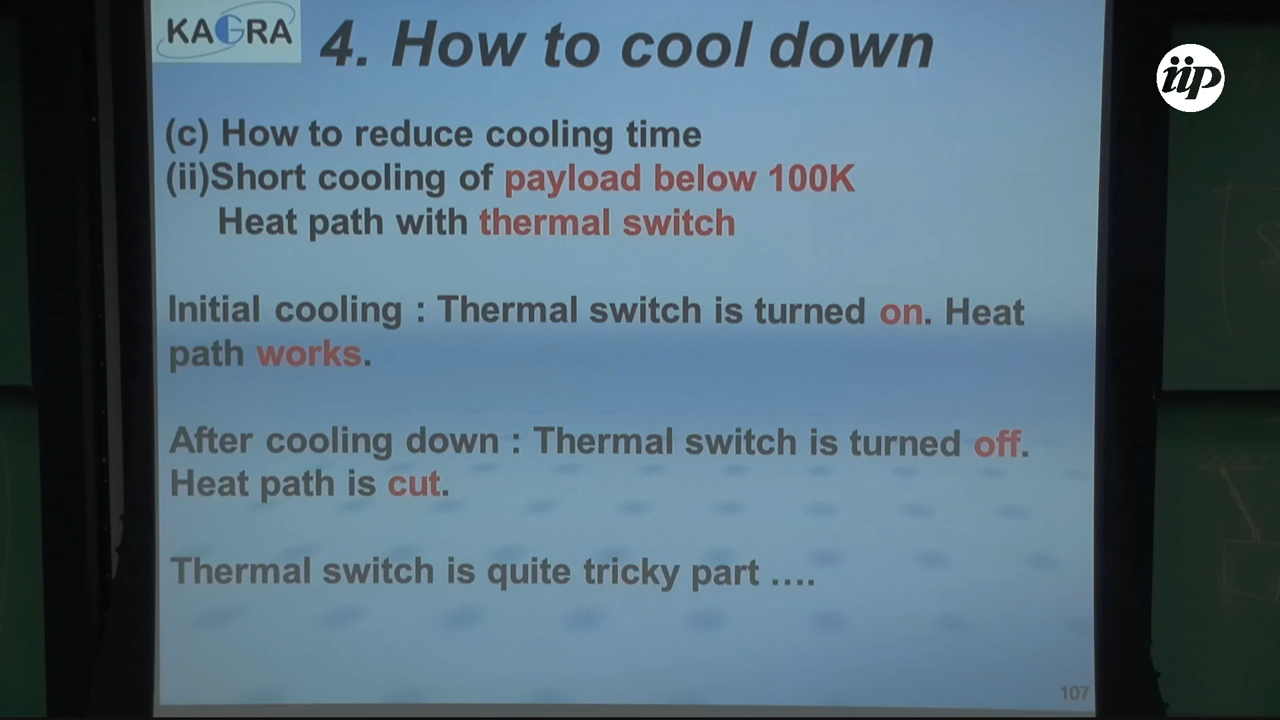 KAGRA
4. How to cool down
iip
(c) How to reduce cooling time
(ii)Short cooling of payload below 100K
Heat path with thermal switch
Initial cooling : Thermal switch is turned on. Heat
path works.
After cooling down : Thermal switch is turned off.
Heat path is cut.
Thermal switch is quite tricky part ....
107